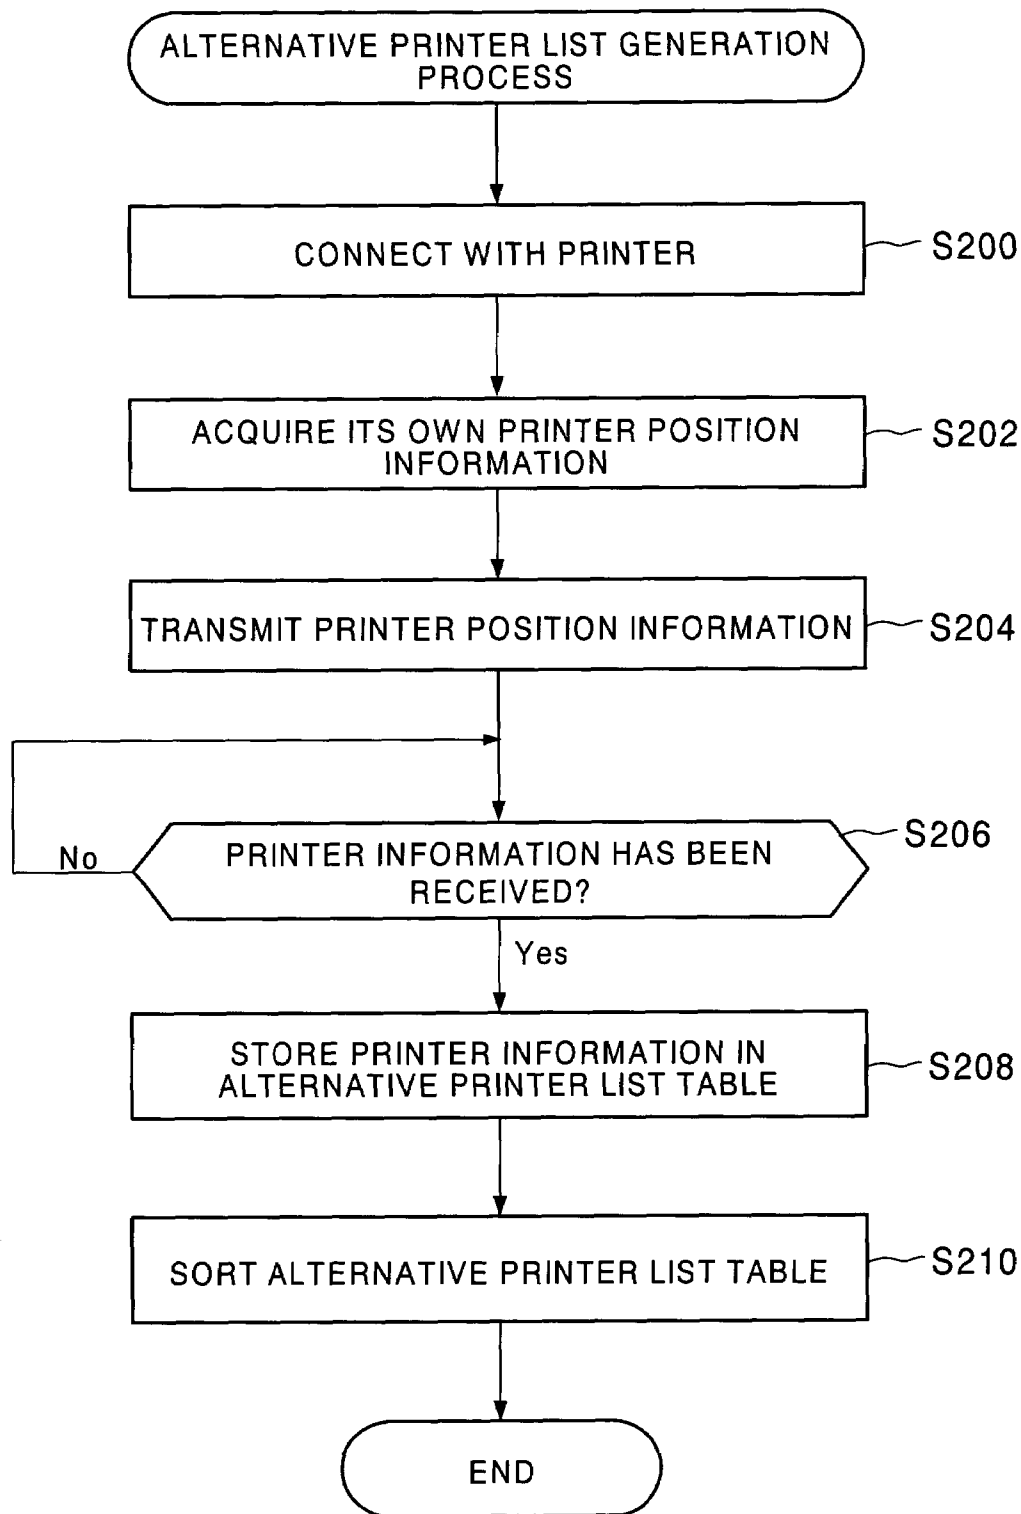 ALTERNATIVE PRINTER LIST GENERATION
PROCESS
CONNECT WITH PRINTER
S200
ACQUIRE ITS OWN PRINTER POSITION
INFORMATION
S202
TRANSMIT PRINTER POSITION INFORMATION
S204
PRINTER INFORMATION HAS BEEN
RECEIVED?
S206
No
Yes
STORE PRINTER INFORMATION IN
ALTERNATIVE PRINTER LIST TABLE
S208
SORT ALTERNATIVE PRINTER LIST TABLE
S210
END